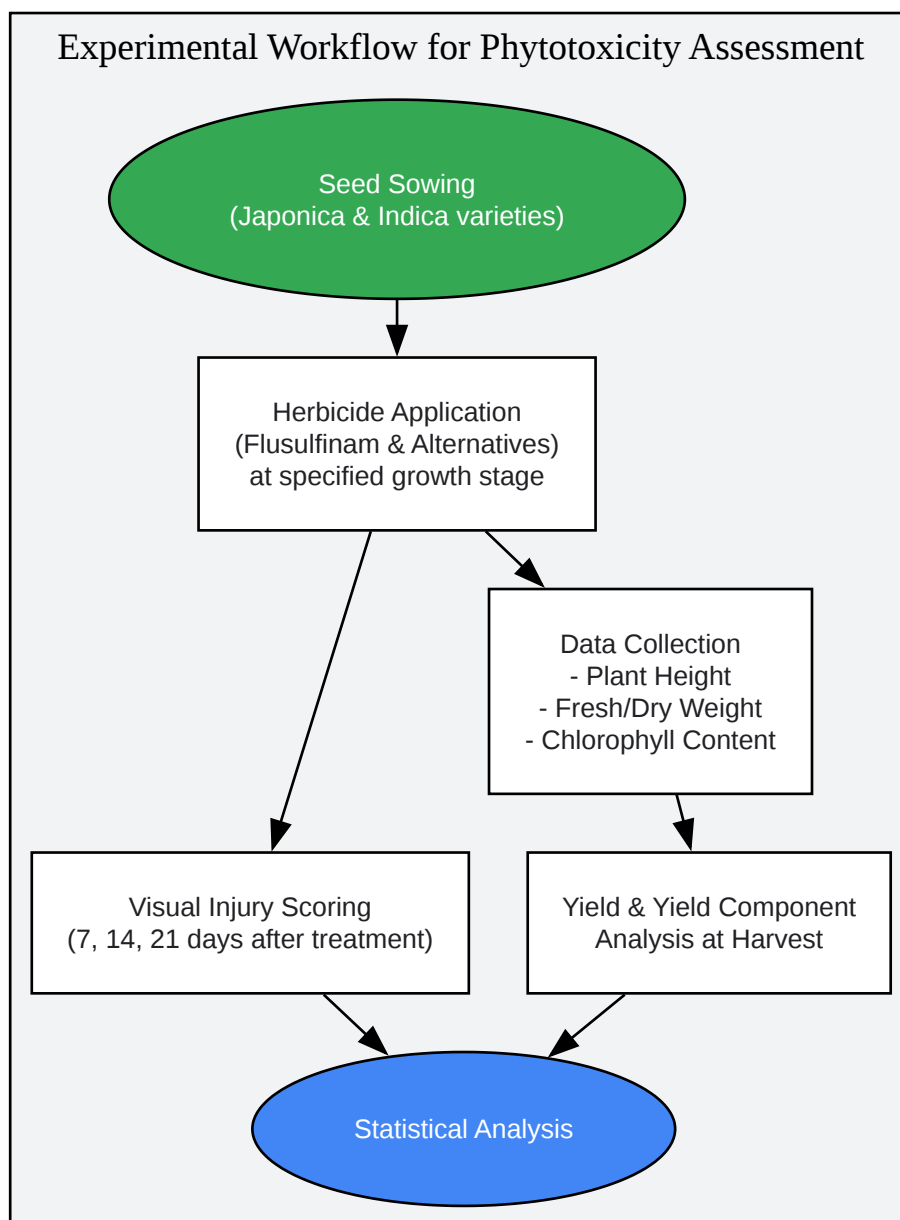 Experimental Workflow for Phytotoxicity Assessment
Seed Sowing
(Japonica & Indica varieties)
Herbicide Application
(Flusulfinam & Alternatives)
at specified growth stage
Data Collection
- Plant Height
- Fresh/Dry Weight
- Chlorophyll Content
Visual Injury Scoring
(7, 14, 21 days after treatment)
Yield & Yield Component
Analysis at Harvest
Statistical Analysis